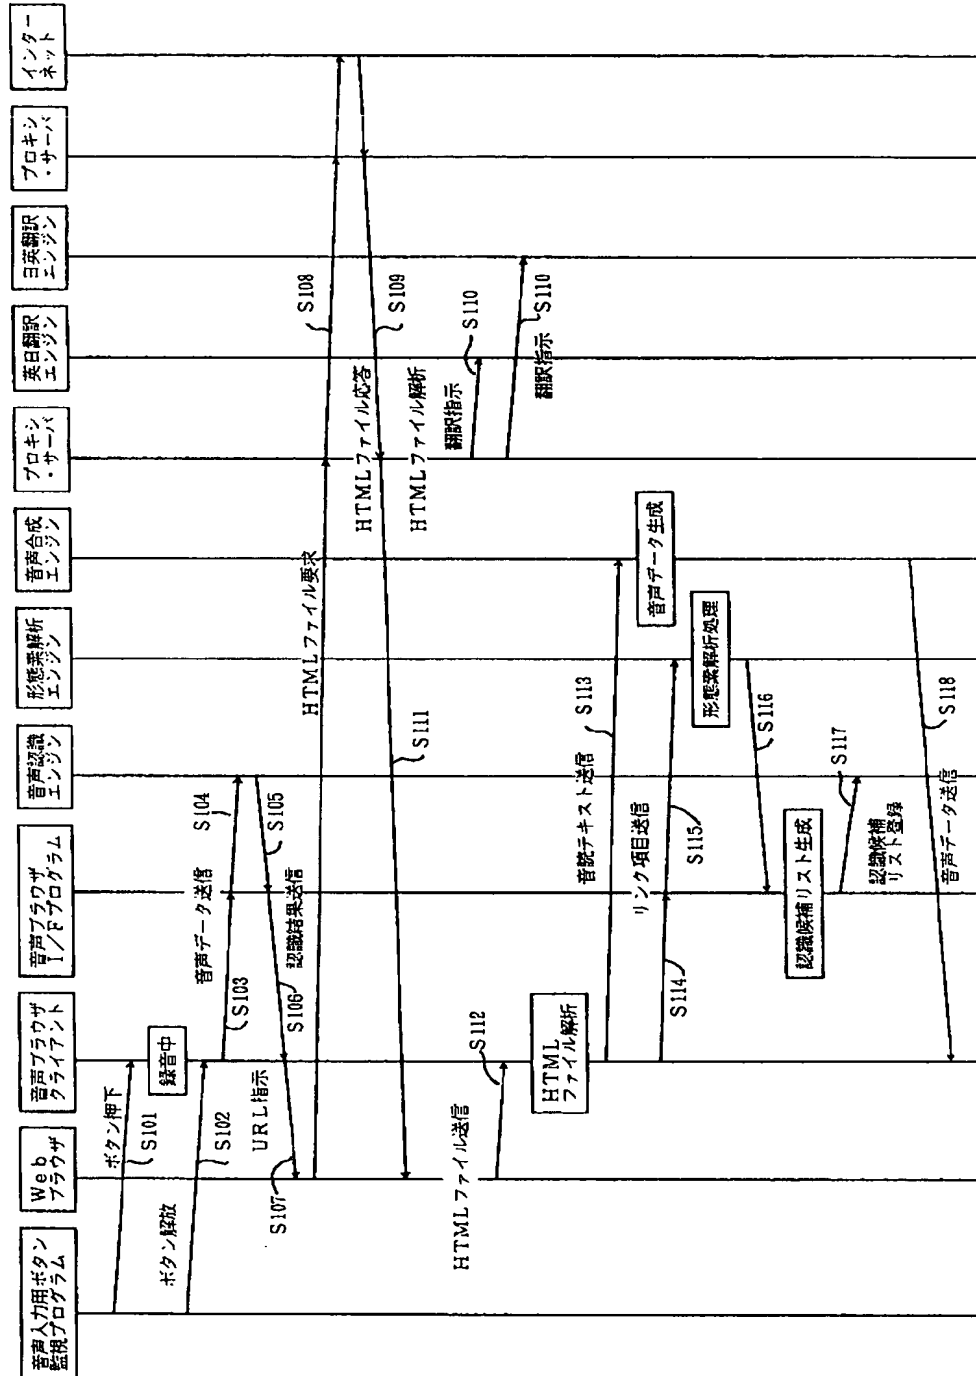 音声入力用ボタン
監視プログラム
Web
ブラウザ
音声ブラウザ
クライアント
音声ブラウザ
I/Fプログラム
音声認識
エンジン
形態素解析
エンジン
音声合成
エンジン
プロキシ
・サーバ
英日翻訳
エンジン
日英翻訳
エンジン
プロキシ
・サーバ
インター
ネット
ボタン押下
S101
録音中
ボタン解放
S102
音声データ送信
S103
S104
S105
認識結果送信
S106
URL指示
S107
HTMLファイル要求
S108
HTMLファイル応答
S109
HTMLファイル解析
翻訳指示
S110
翻訳指示
S110
S111
HTMLファイル送信
S112
HTML
ファイル解析
音読テキスト送信
S113
音声データ生成
リンク項目送信
S114
S115
形態素解析処理
S116
認識候補リスト生成
S117
認識候補
リスト登録
S118
音声データ送信